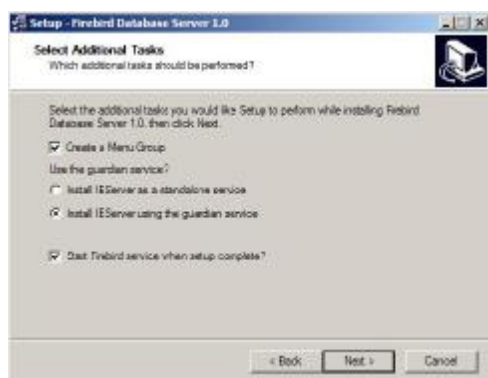 Setup - Firebird Database Server 1.0
Select Additional Tasks
Which additional tasks should be performed?
Select the additional tasks you would like Setup to perform while installing Firebird
Database Server 1.0, then click Next.
Create a Menu Group
Use the guardian service?
Install IBServer as a standalone service
Install IBServer using the guardian service
Start Firebird service when setup complete?
< Back
Next >
Cancel